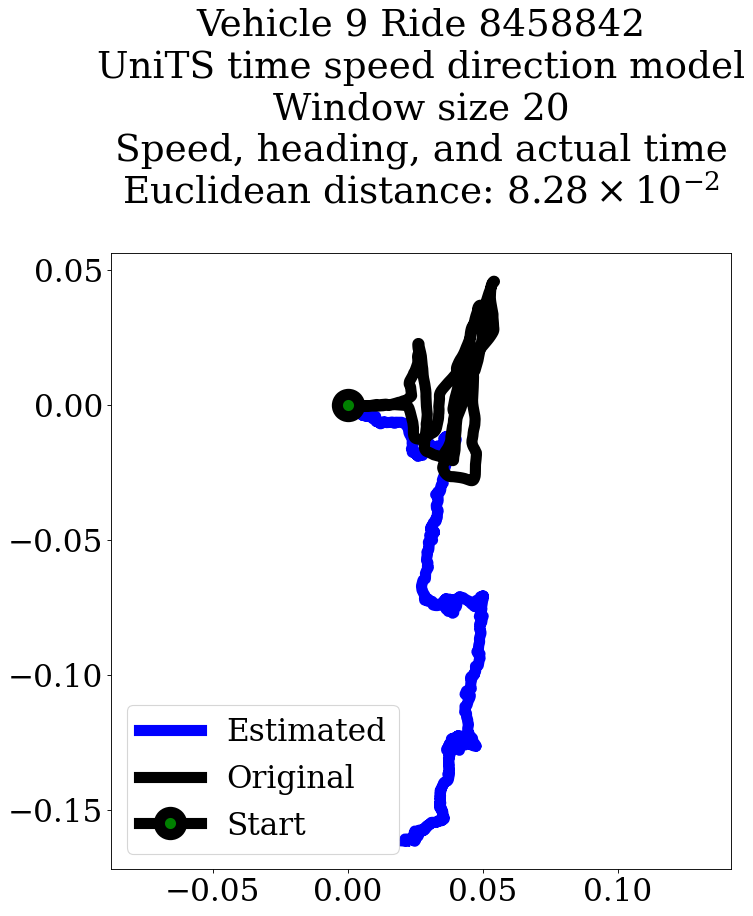 Vehicle 9 Ride 8458842
UniTS time speed direction model
Window size 20
Speed, heading, and actual time
Euclidean distance: 8.28 × 10⁻²
0.05
0.00
−0.05
−0.10
−0.15
Estimated
Original
Start
−0.05 0.00 0.05 0.10